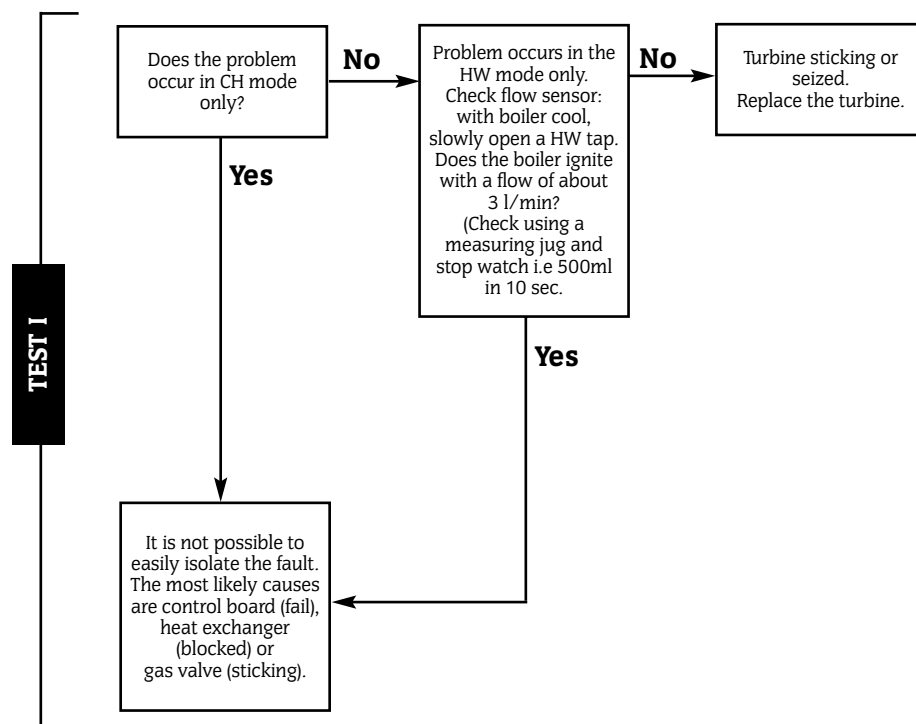 TEST I
Does the problem
occur in CH mode
only?
No
Yes
Problem occurs in the
HW mode only.
Check flow sensor:
with boiler cool,
slowly open a HW tap.
Does the boiler ignite
with a flow of about
3 l/min?
(Check using a
measuring jug and
stop watch i.e 500ml
in 10 sec.
No
Yes
Turbine sticking or
seized.
Replace the turbine.
It is not possible to
easily isolate the fault.
The most likely causes
are control board (fail),
heat exchanger
(blocked) or
gas valve (sticking).